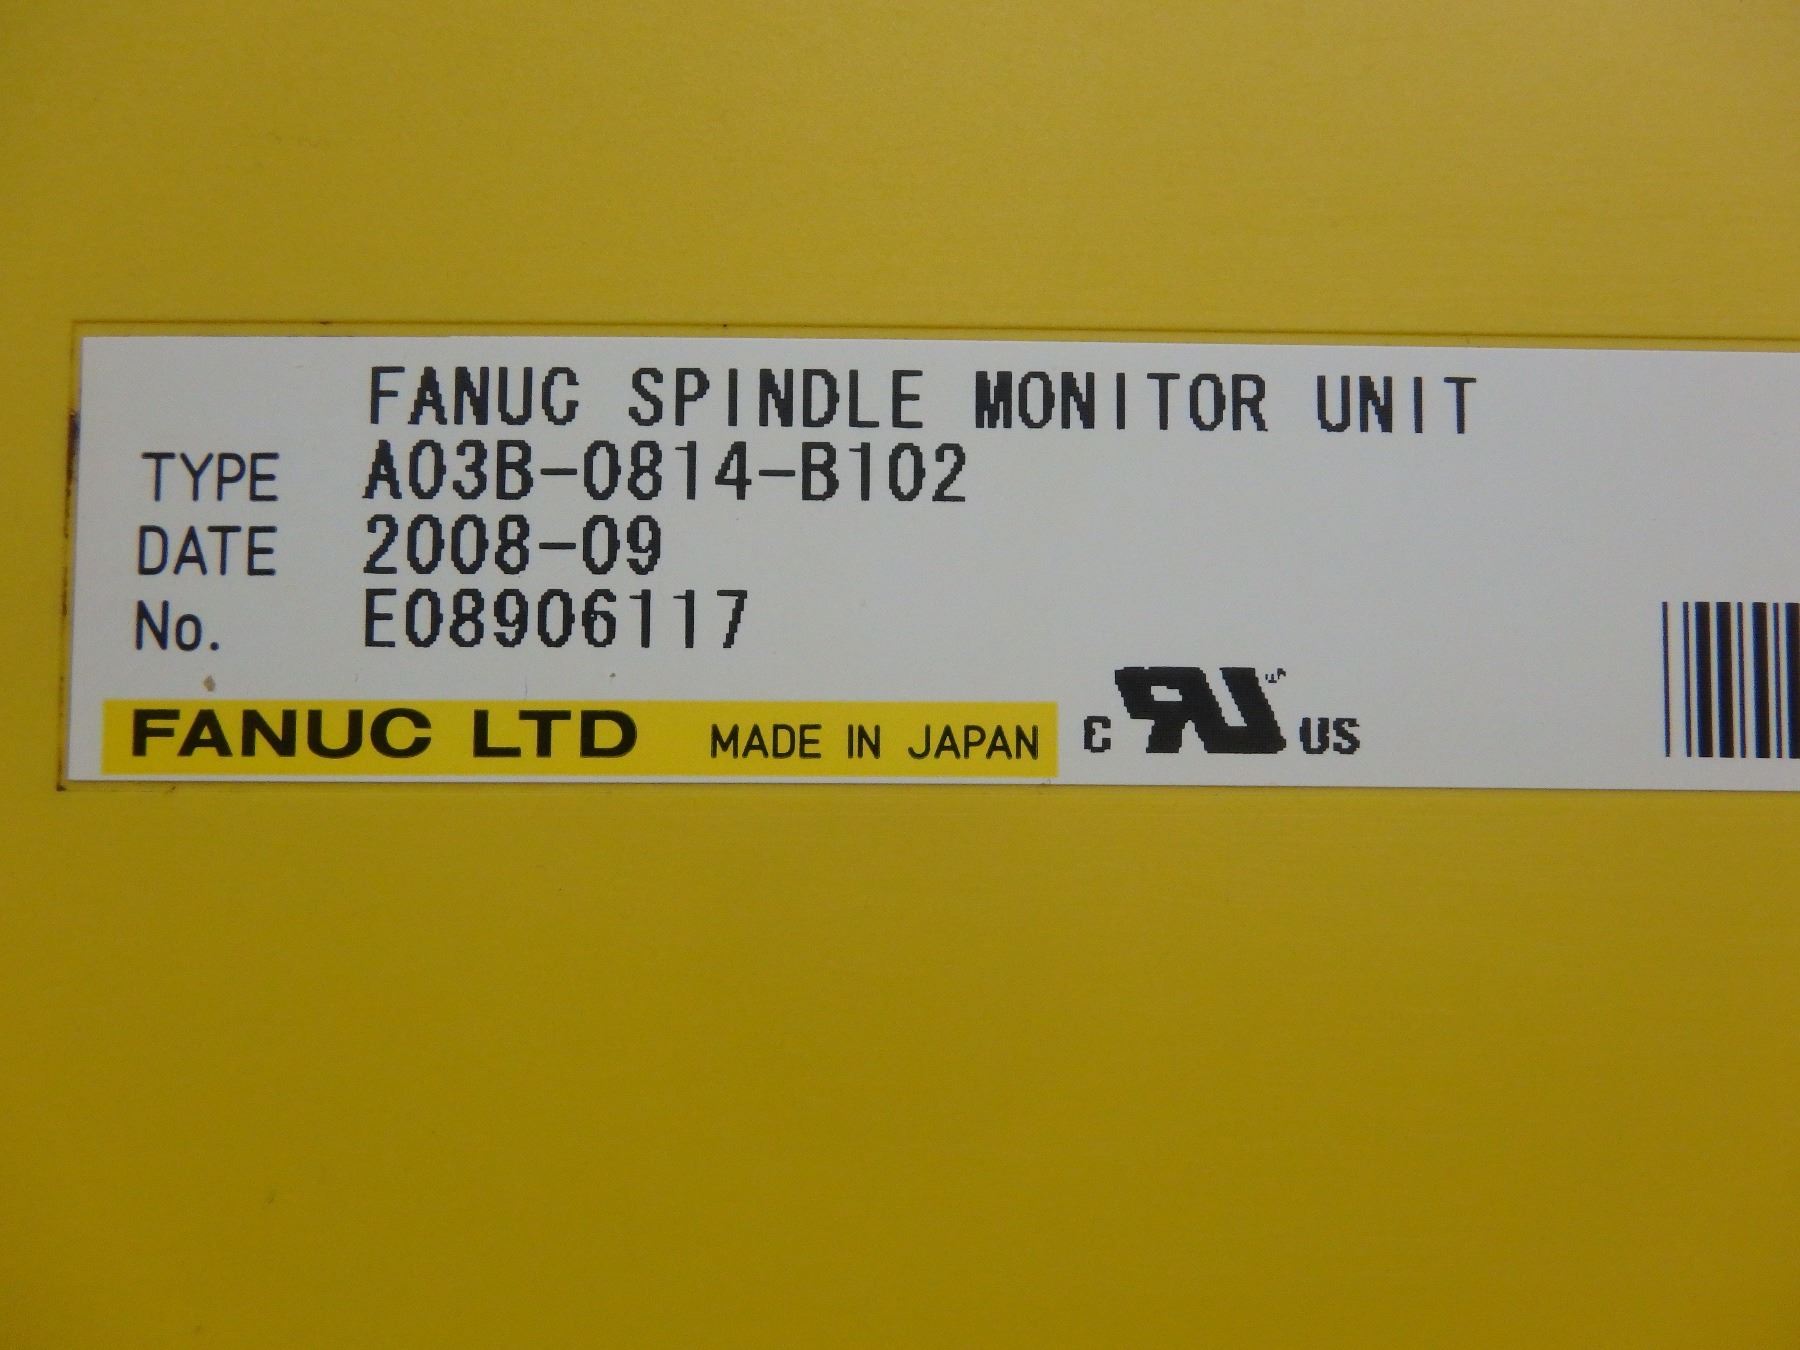 FANUC SPINDLE MONITOR UNIT
TYPE A03B-0814-B102
DATE 2008-09
No. E08906117
FANUC LTD MADE IN JAPAN c RU US